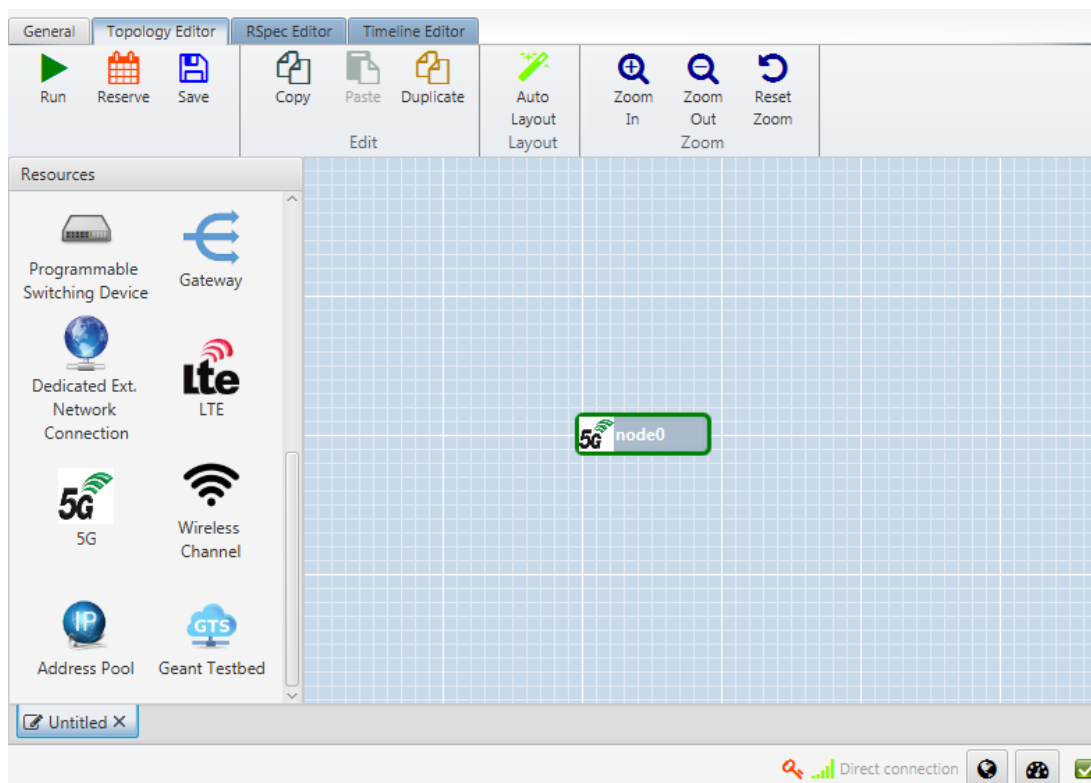 General Topology Editor RSpec Editor Timeline Editor
Run Reserve Save Copy Paste Duplicate Auto Layout Zoom In Zoom Out Reset Zoom
Edit Layout Zoom
Resources
Programmable
Switching Device
Gateway
Dedicated Ext.
Network
Connection
LTE
LTE
5G
5G
Wireless
Channel
IP
Address Pool
GTS
Geant Testbed
5G node0
Untitled
Direct connection